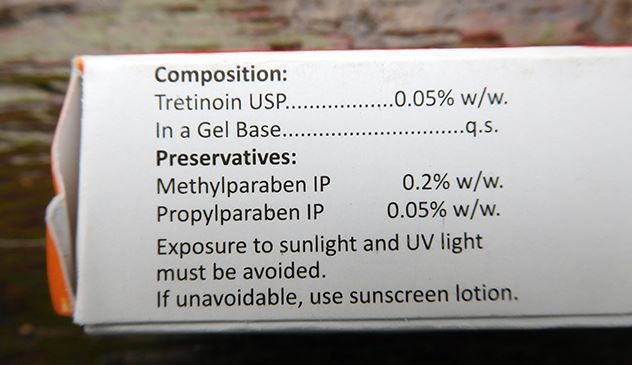 Composition:
Tretinoin USP..................0.05% w/w.
In a Gel Base..............................q.s.
Preservatives:
Methylparaben IP 0.2% w/w.
Propylparaben IP 0.05% w/w.
Exposure to sunlight and UV light
must be avoided.
If unavoidable, use sunscreen lotion.